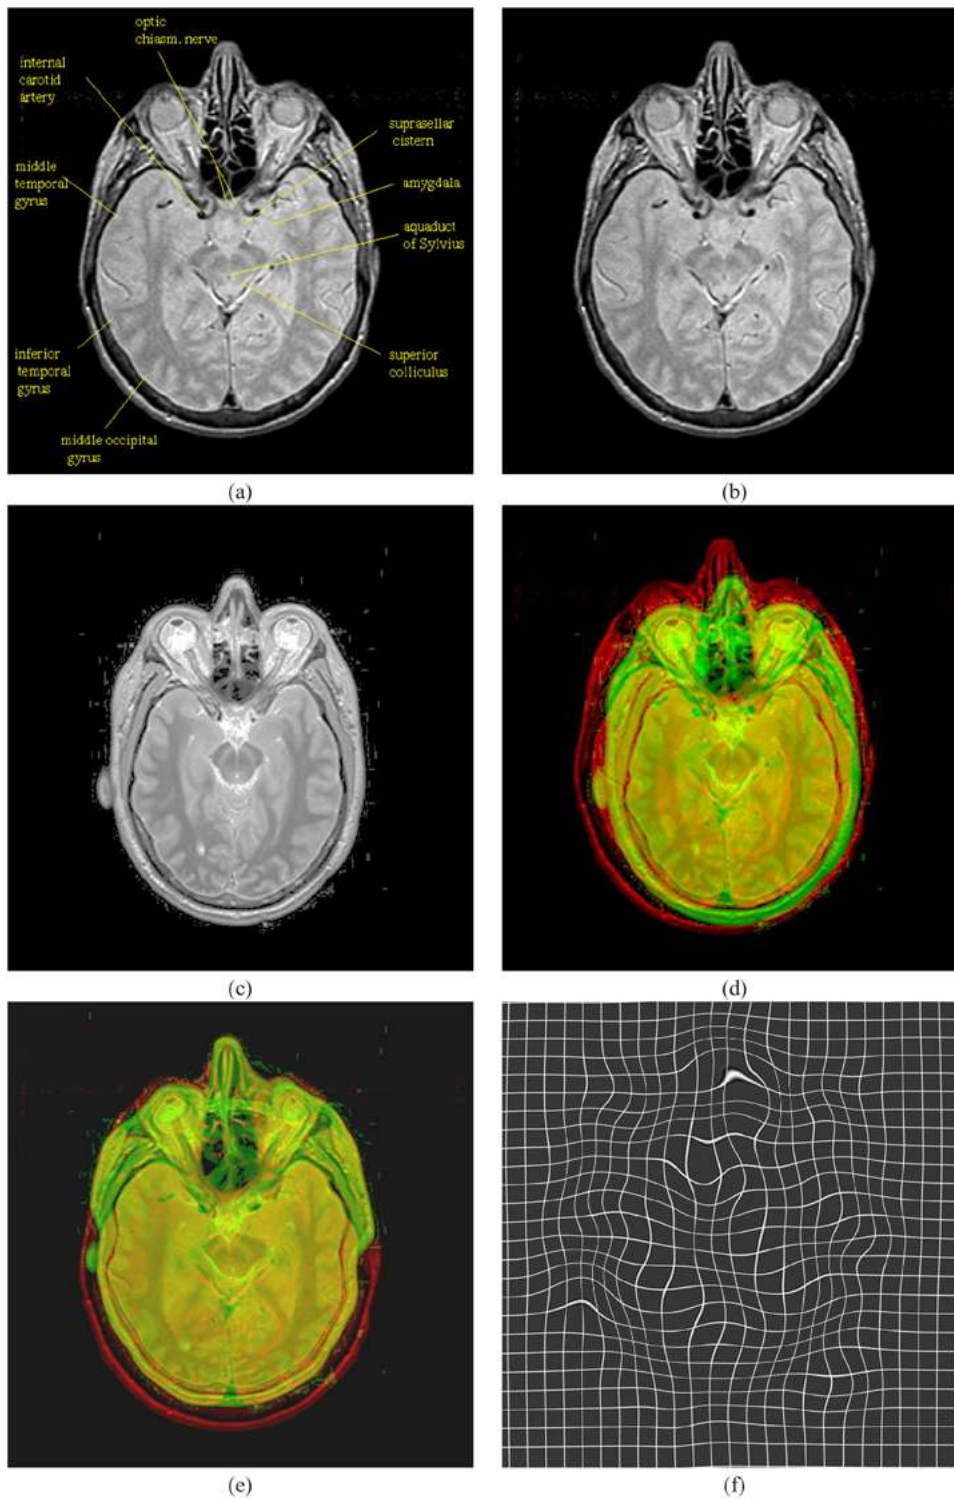 optic
chiasm. nerve
internal
carotid
artery
suprasellar
cistern
middle
temporal
gyrus
amygdala
aquaduct
of Sylvius
inferior
temporal
gyrus
superior
colliculus
middle occipital
gyrus
(a)
(b)
(c)
(d)
(e)
(f)